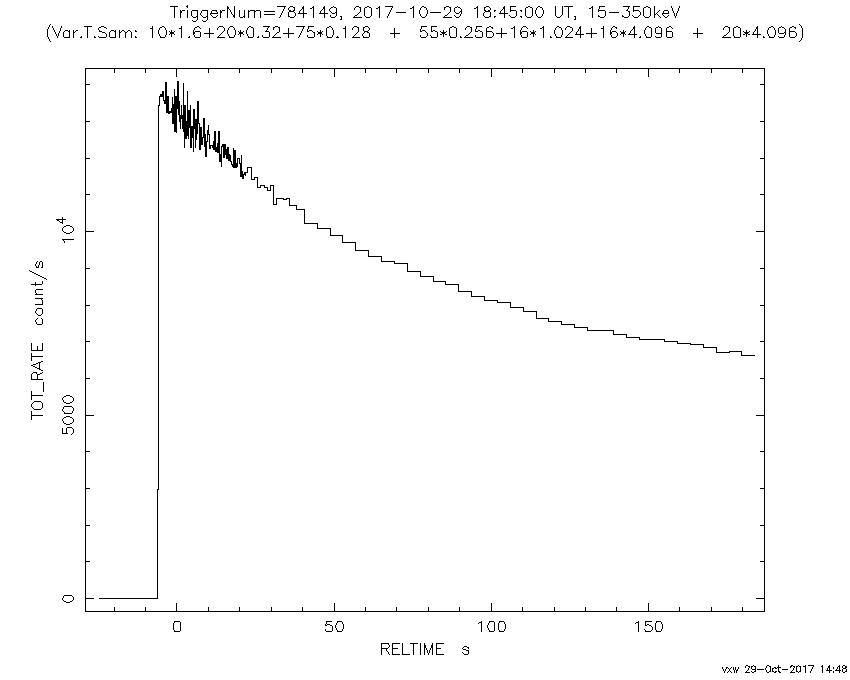 TriggerNum=784149, 2017-10-29 18:45:00 UT, 15-350keV
(Var.T.Sam: 10*1.6+20*0.32+75*0.128 + 55*0.256+16*1.024+16*4.096 + 20*4.096)
TOT_RATE count/s
10⁴
5000
0
0 50 100 150
RELTIME s
vxw 29-Oct-2017 14:48